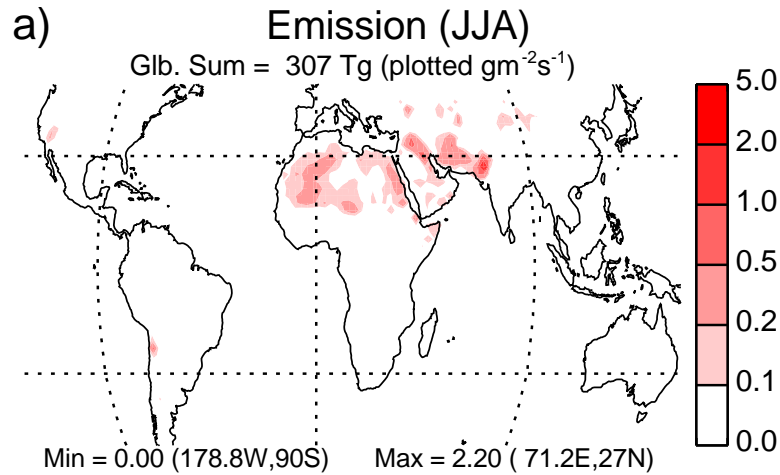 a)
Emission (JJA)
Glb. Sum = 307 Tg (plotted gm⁻²s⁻¹)
5.0
2.0
1.0
0.5
0.2
0.1
0.0
Min = 0.00 (178.8W,90S) Max = 2.20 ( 71.2E,27N)